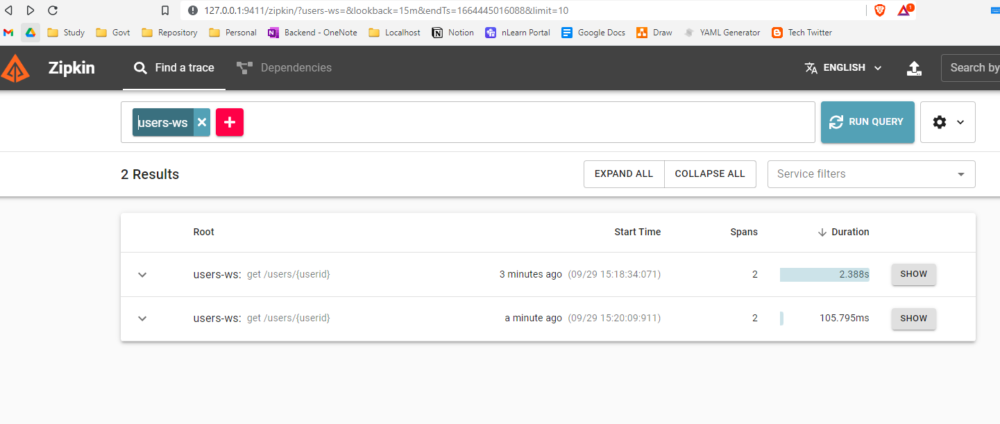 127.0.0.1:9411/zipkin/?users-ws=&lookback=15m&endTs=1664445016088&limit=10
1
Study Govt Repository Personal Backend - OneNote Localhost Notion nLearn Portal Google Docs Draw YAML Generator Tech Twitter
Zipkin Find a trace Dependencies ENGLISH Search by
users-ws RUN QUERY
2 Results EXPAND ALL COLLAPSE ALL Service filters
Root Start Time Spans Duration
users-ws: get /users/{userid} 3 minutes ago (09/29 15:18:34:071) 2 2.388s SHOW
users-ws: get /users/{userid} a minute ago (09/29 15:20:09:911) 2 105.795ms SHOW